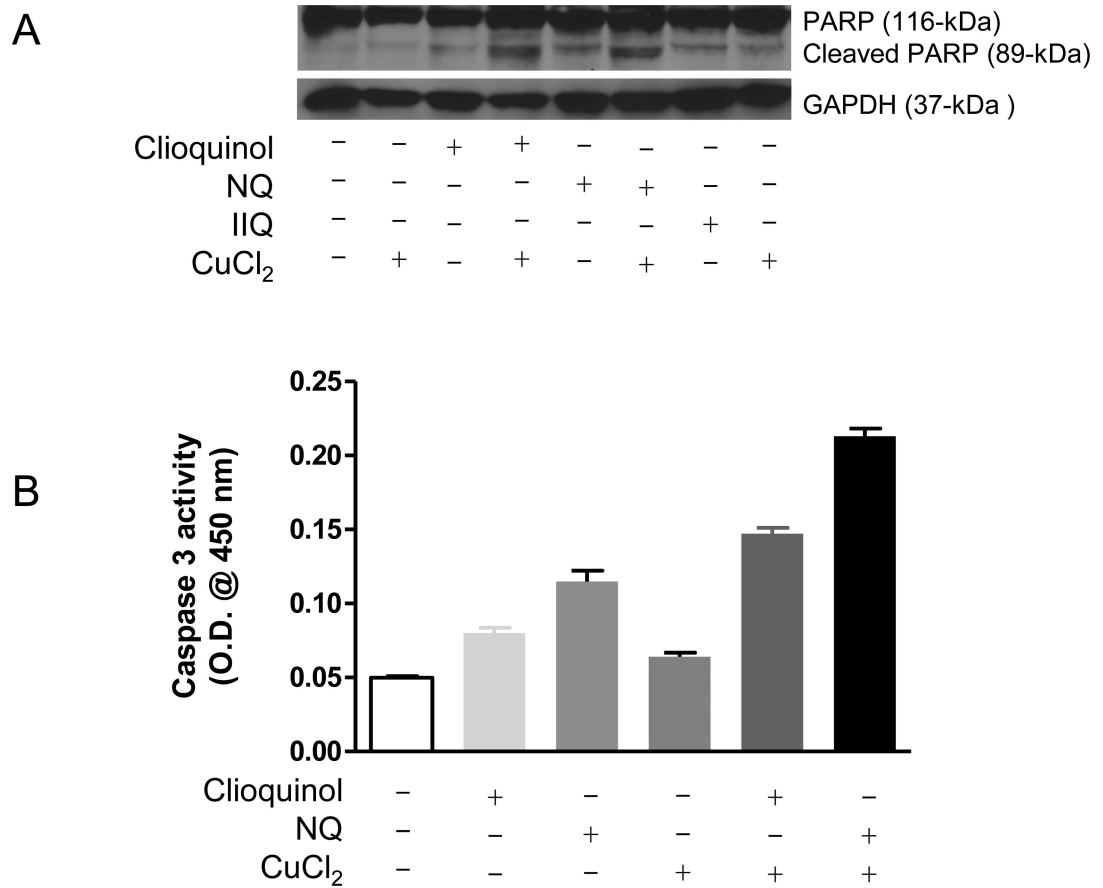 A
PARP (116-kDa)
Cleaved PARP (89-kDa)
GAPDH (37-kDa )
Clioquinol − − + + − − − −
NQ − − − − + + − −
IIQ − − − − − − + −
CuCl₂ − + − + − + − +
B
Caspase 3 activity
(O.D. @ 450 nm)
0.25
0.20
0.15
0.10
0.05
0.00
Clioquinol − + − − + −
NQ − − + − − +
CuCl₂ − − − + + +